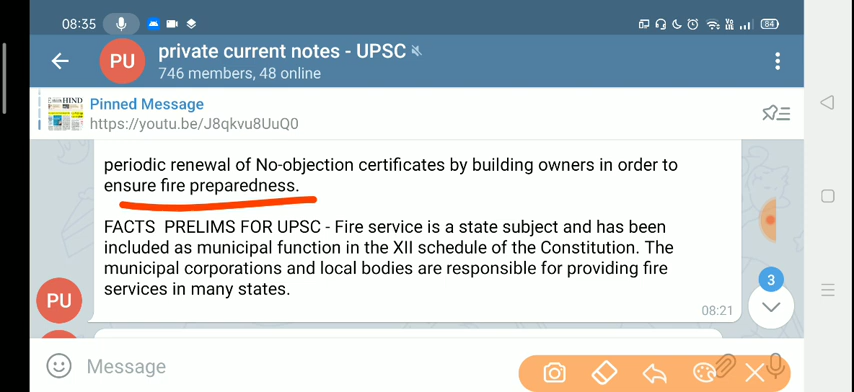 08:35
84
PU
private current notes - UPSC
746 members, 48 online
HIND
Pinned Message
https://youtu.be/J8qkvu8UuQ0
periodic renewal of No-objection certificates by building owners in order to
ensure fire preparedness.
FACTS PRELIMS FOR UPSC - Fire service is a state subject and has been
included as municipal function in the XII schedule of the Constitution. The
municipal corporations and local bodies are responsible for providing fire
services in many states.
08:21
PU
3
Message